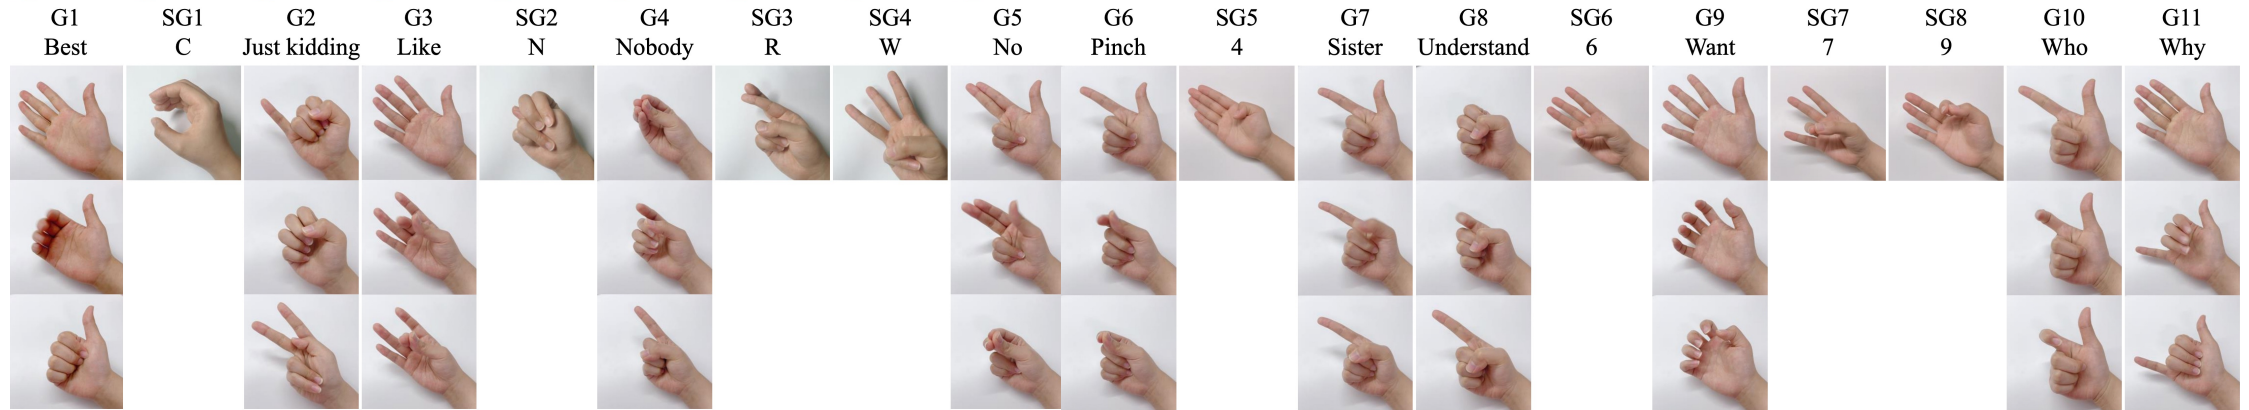 G1 SG1 G2 G3 SG2 G4 SG3 SG4 G5 G6 SG5 G7 G8 SG6 G9 SG7 SG8 G10 G11
Best C Just kidding Like N Nobody R W No Pinch 4 Sister Understand 6 Want 7 9 Who Why